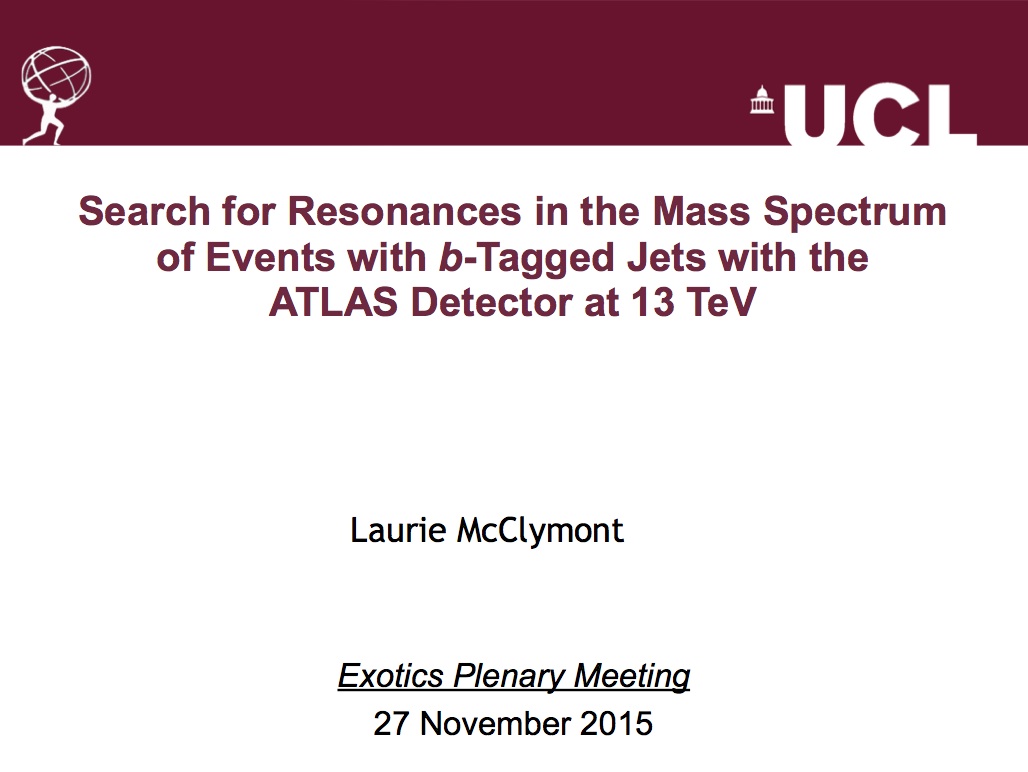 UCL
Search for Resonances in the Mass Spectrum
of Events with b-Tagged Jets with the
ATLAS Detector at 13 TeV
Laurie McClymont
Exotics Plenary Meeting
27 November 2015